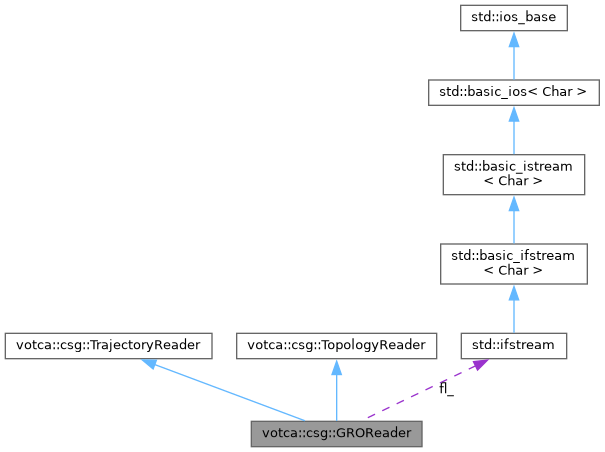 std::ios_base
std::basic_ios< Char >
std::basic_istream
< Char >
std::basic_ifstream
< Char >
votca::csg::TrajectoryReader
votca::csg::TopologyReader
std::ifstream
fl_
votca::csg::GROReader